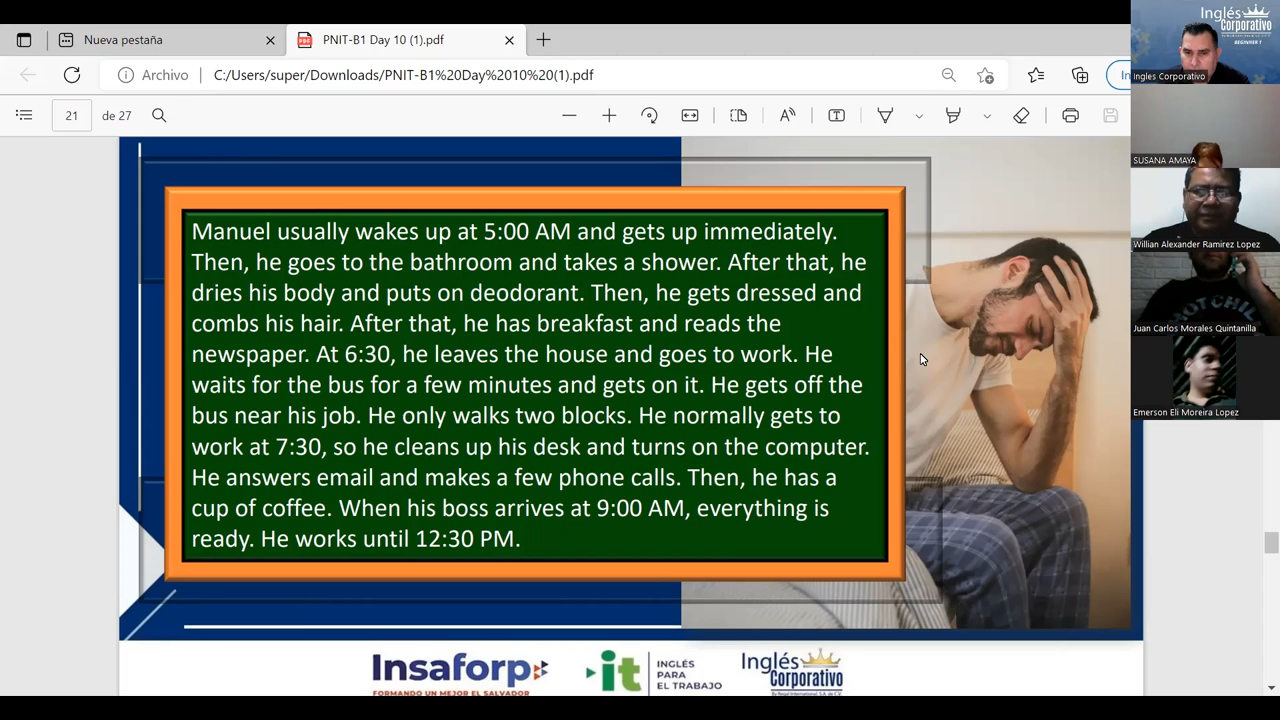 Nueva pestaña
PNIT-B1 Day 10 (1).pdf
Archivo
C:/Users/super/Downloads/PNIT-B1%20Day%2010%20(1).pdf
21
de 27
Manuel usually wakes up at 5:00 AM and gets up immediately.
Then, he goes to the bathroom and takes a shower. After that, he
dries his body and puts on deodorant. Then, he gets dressed and
combs his hair. After that, he has breakfast and reads the
newspaper. At 6:30, he leaves the house and goes to work. He
waits for the bus for a few minutes and gets on it. He gets off the
bus near his job. He only walks two blocks. He normally gets to
work at 7:30, so he cleans up his desk and turns on the computer.
He answers email and makes a few phone calls. Then, he has a
cup of coffee. When his boss arrives at 9:00 AM, everything is
ready. He works until 12:30 PM.
Insaforp
FORMANDO UN MEJOR EL SALVADOR
it
INGLÉS
PARA
EL TRABAJO
Inglés
Corporativo
By Regal International, S.A. de C.V.
Inglés
Corporativo
BEGINNER 1
Ingles Corporativo
SUSANA AMAYA
Willian Alexander Ramirez Lopez
Juan Carlos Morales Quintanilla
Emerson Eli Moreira Lopez